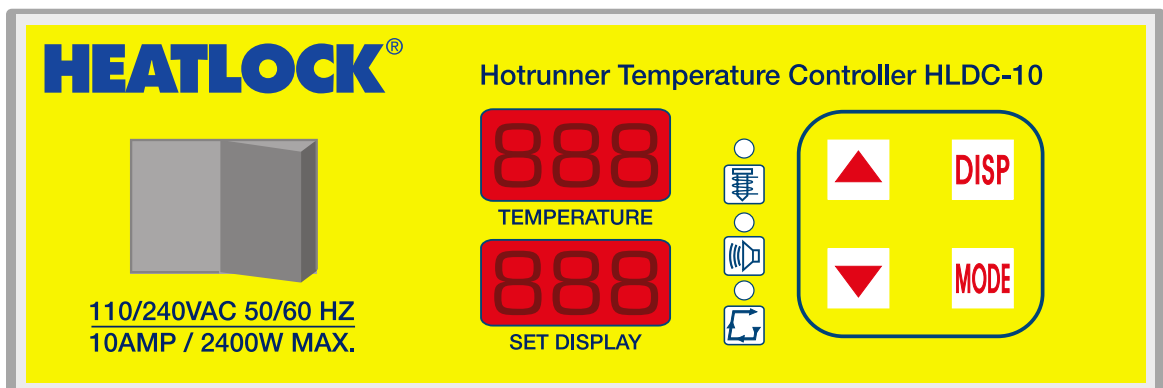 HEATLOCK®
Hotrunner Temperature Controller HLDC-10
888
TEMPERATURE
888
SET DISPLAY
DISP
MODE
110/240VAC 50/60 HZ
10AMP / 2400W MAX.